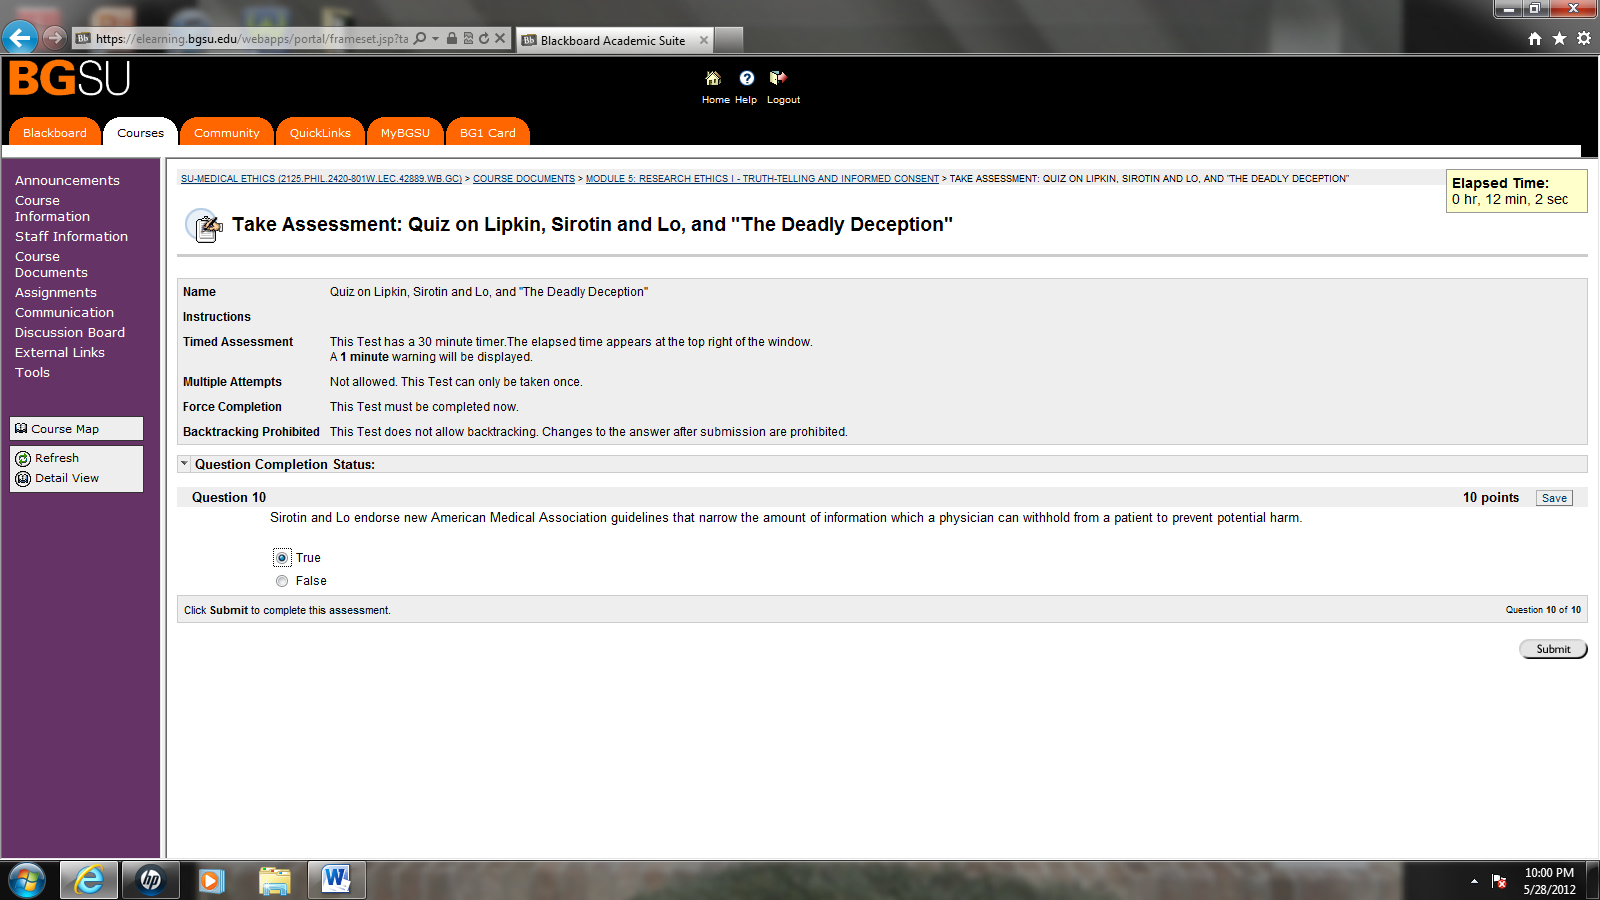 https://elearning.bgsu.edu/webapps/portal/frameset.jsp?ta
Blackboard Academic Suite
BGSU
Home Help Logout
Blackboard Courses Community QuickLinks MyBGSU BG1 Card
Announcements
Course
Information
Staff Information
Course
Documents
Assignments
Communication
Discussion Board
External Links
Tools
Course Map
Refresh
Detail View
SU-MEDICAL ETHICS (2125.PHIL.2420-801W.LEC.42889.WB.GC) > COURSE DOCUMENTS > MODULE 5: RESEARCH ETHICS I - TRUTH-TELLING AND INFORMED CONSENT > TAKE ASSESSMENT: QUIZ ON LIPKIN, SIROTIN AND LO, AND "THE DEADLY DECEPTION"
Elapsed Time:
0 hr, 12 min, 2 sec
Take Assessment: Quiz on Lipkin, Sirotin and Lo, and "The Deadly Deception"
Name Quiz on Lipkin, Sirotin and Lo, and "The Deadly Deception"
Instructions
Timed Assessment This Test has a 30 minute timer.The elapsed time appears at the top right of the window.
A 1 minute warning will be displayed.
Multiple Attempts Not allowed. This Test can only be taken once.
Force Completion This Test must be completed now.
Backtracking Prohibited This Test does not allow backtracking. Changes to the answer after submission are prohibited.
Question Completion Status:
Question 10 10 points Save
Sirotin and Lo endorse new American Medical Association guidelines that narrow the amount of information which a physician can withhold from a patient to prevent potential harm.
True
False
Click Submit to complete this assessment. Question 10 of 10
Submit
10:00 PM
5/28/2012